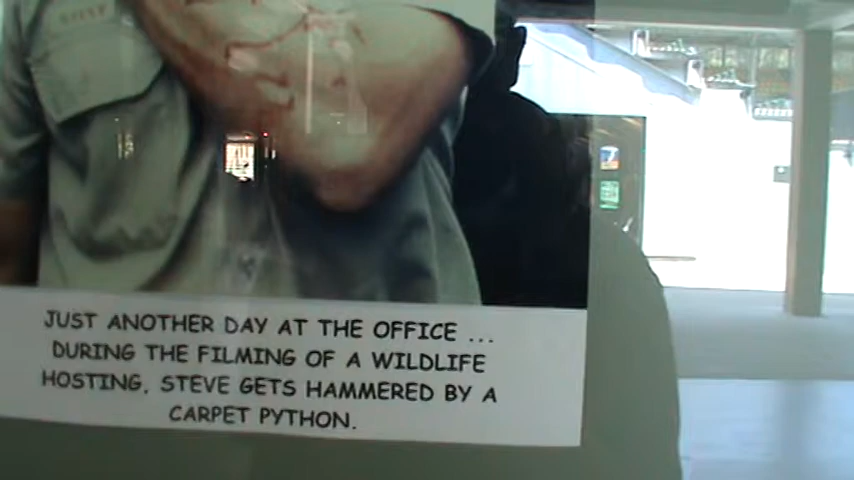 JUST ANOTHER DAY AT THE OFFICE ...
DURING THE FILMING OF A WILDLIFE
HOSTING, STEVE GETS HAMMERED BY A
CARPET PYTHON.